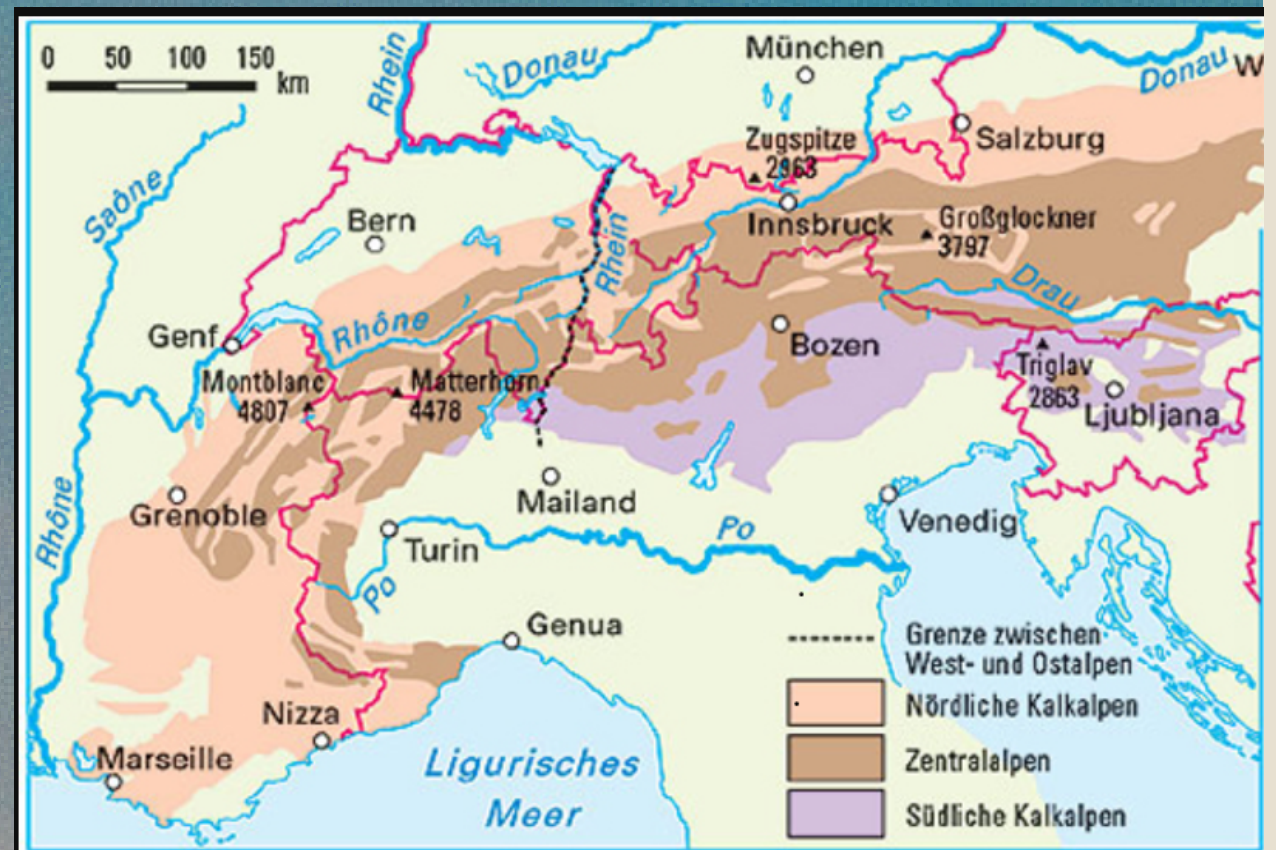 0 50 100 150
km
Rhein
Donau
München
Donau
W
Saône
Zugspitze
2963
Salzburg
Bern
Innsbruck
Großglockner
3797
Rhein
Drau
Genf
Rhône
Bozen
Montblanc
4807
Matterhorn
4478
Triglav
2863
Ljubljana
Rhône
Grenoble
Mailand
Turin
Po
Venedig
Po
Genua
Grenze zwischen
West- und Ostalpen
Nördliche Kalkalpen
Nizza
Marseille
Ligurisches
Meer
Zentralalpen
Südliche Kalkalpen